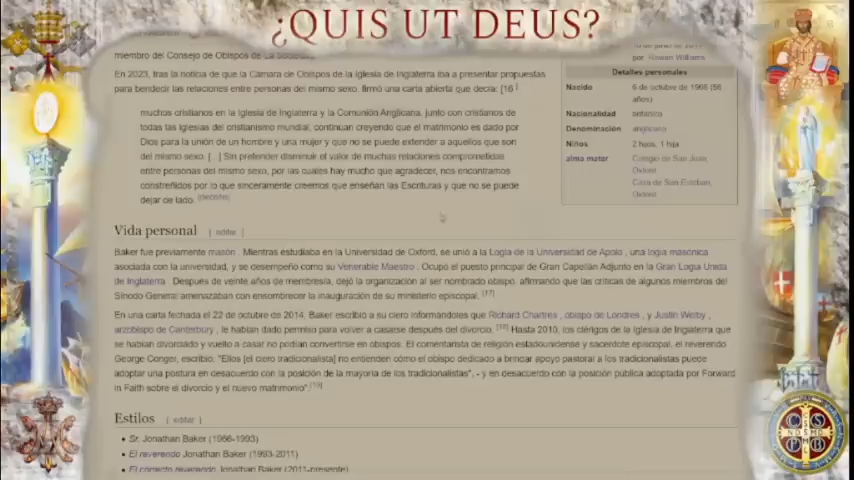 ¿QUIS UT DEUS?
miembro del Consejo de Obispos de La Sociedad
En 2023, tras la noticia de que la Cámara de Obispos de la Iglesia de Inglaterra iba a presentar propuestas
para bendecir las relaciones entre personas del mismo sexo, firmó una carta abierta que decía: [16]
muchos cristianos en la Iglesia de Inglaterra y la Comunión Anglicana, junto con cristianos de
todas las Iglesias del cristianismo mundial, continúan creyendo que el matrimonio es dado por
Dios para la unión de un hombre y una mujer y que no se puede extender a aquellos que son
del mismo sexo. [...] Sin pretender disminuir el valor de muchas relaciones comprometidas
entre personas del mismo sexo, por las cuales hay mucho que agradecer, nos encontramos
constreñidos por lo que sinceramente creemos que enseñan las Escrituras y que no se puede
dejar de lado.
por Rowan Williams
Detalles personales
Nacido 6 de octubre de 1966 (56
años)
Nacionalidad británico
Denominación anglicana
Niños 2 hijos, 1 hija
alma mater Colegio de San Juan,
Oxford
Casa de San Esteban,
Oxford
Vida personal [ editar ]
Baker fue previamente masón . Mientras estudiaba en la Universidad de Oxford, se unió a la Logia de la Universidad de Apolo , una logia masónica
asociada con la universidad, y se desempeñó como su Venerable Maestro . Ocupó el puesto principal de Gran Capellán Adjunto en la Gran Logia Unida
de Inglaterra . Después de veinte años de membresía, dejó la organización al ser nombrado obispo, afirmando que las críticas de algunos miembros del
Sínodo General amenazaban con ensombrecer la inauguración de su ministerio episcopal. [17]
En una carta fechada el 22 de octubre de 2014, Baker escribió a su clero informándoles que Richard Chartres , obispo de Londres , y Justin Welby ,
arzobispo de Canterbury , le habían dado permiso para volver a casarse después del divorcio. [18] Hasta 2010, los clérigos de la Iglesia de Inglaterra que
se habían divorciado y vuelto a casar no podían convertirse en obispos. El comentarista de religión estadounidense y sacerdote episcopal, el reverendo
George Conger, escribió: "Ellos [el clero tradicionalista] no entienden cómo el obispo dedicado a brindar apoyo pastoral a los tradicionalistas puede
adoptar una postura en desacuerdo con la posición de la mayoría de los tradicionalistas", - y en desacuerdo con la posición pública adoptada por Forward
in Faith sobre el divorcio y el nuevo matrimonio". [19]
Estilos [ editar ]
• Sr. Jonathan Baker (1966-1993)
• El reverendo Jonathan Baker (1993-2011)
• El correcto reverendo Jonathan Baker (2011-presente)